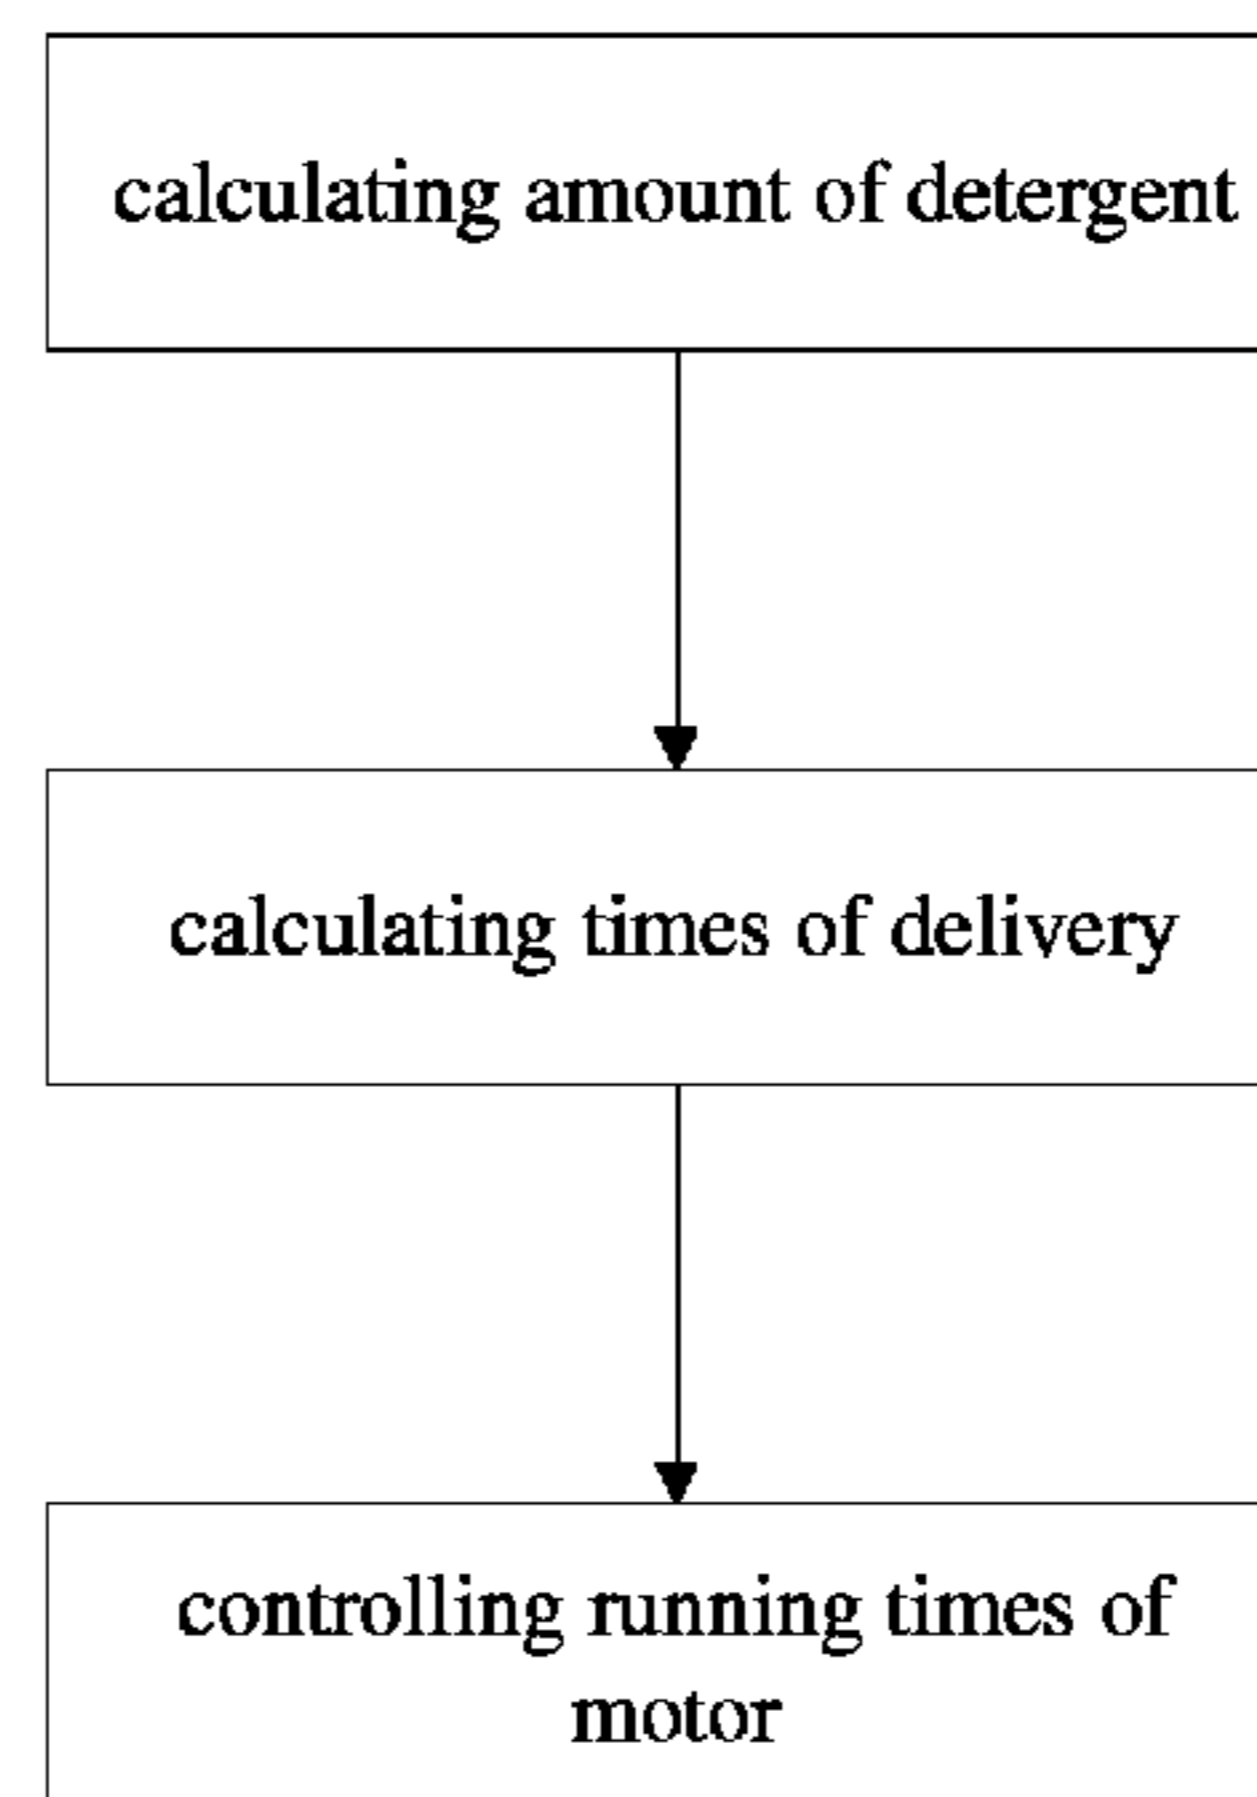 calculating amount of detergent
calculating times of delivery
controlling running times of
motor